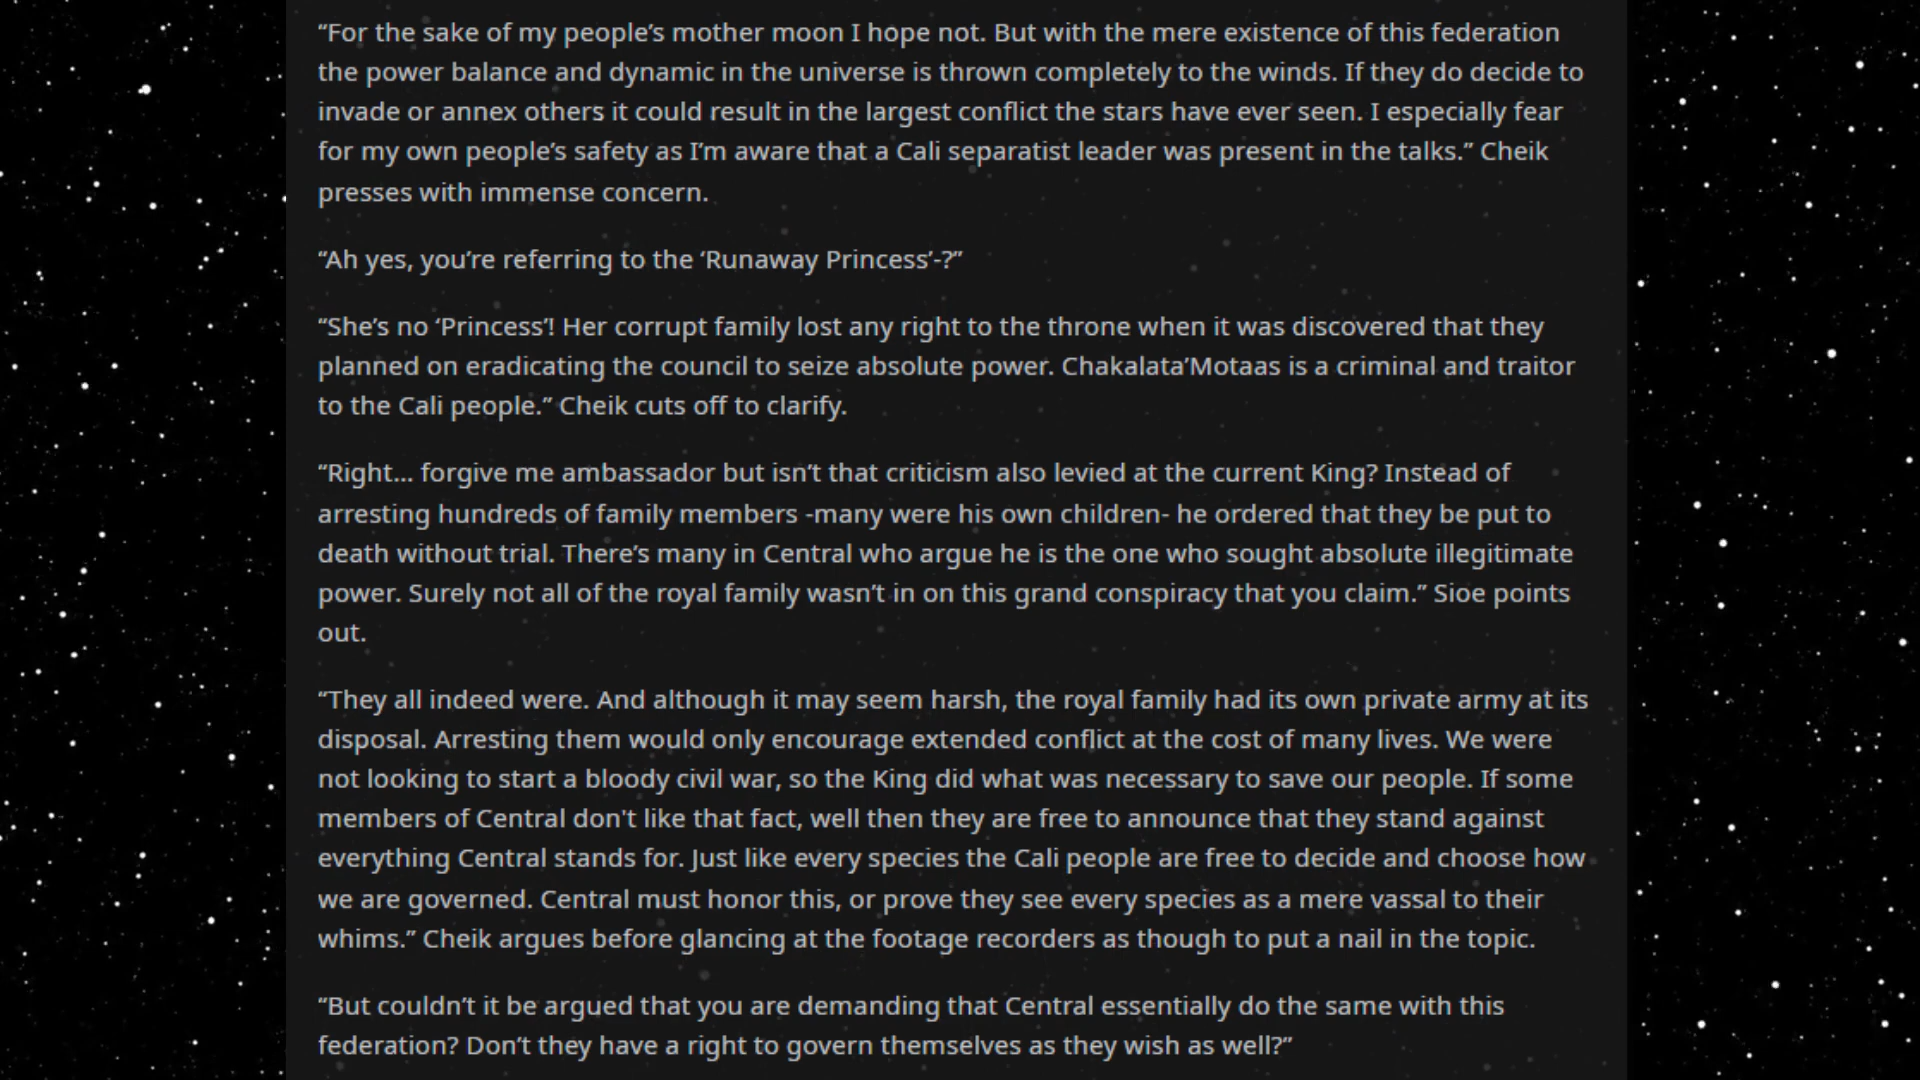 “For the sake of my people’s mother moon I hope not. But with the mere existence of this federation
the power balance and dynamic in the universe is thrown completely to the winds. If they do decide to
invade or annex others it could result in the largest conflict the stars have ever seen. I especially fear
for my own people’s safety as I’m aware that a Cali separatist leader was present in the talks.” Cheik
presses with immense concern.
“Ah yes, you’re referring to the ‘Runaway Princess’-?”
“She’s no ‘Princess’! Her corrupt family lost any right to the throne when it was discovered that they
planned on eradicating the council to seize absolute power. Chakalata’Motaas is a criminal and traitor
to the Cali people.” Cheik cuts off to clarify.
“Right... forgive me ambassador but isn’t that criticism also levied at the current King? Instead of
arresting hundreds of family members -many were his own children- he ordered that they be put to
death without trial. There’s many in Central who argue he is the one who sought absolute illegitimate
power. Surely not all of the royal family wasn’t in on this grand conspiracy that you claim.” Sioe points
out.
“They all indeed were. And although it may seem harsh, the royal family had its own private army at its
disposal. Arresting them would only encourage extended conflict at the cost of many lives. We were
not looking to start a bloody civil war, so the King did what was necessary to save our people. If some
members of Central don't like that fact, well then they are free to announce that they stand against
everything Central stands for. Just like every species the Cali people are free to decide and choose how
we are governed. Central must honor this, or prove they see every species as a mere vassal to their
whims.” Cheik argues before glancing at the footage recorders as though to put a nail in the topic.
“But couldn’t it be argued that you are demanding that Central essentially do the same with this
federation? Don’t they have a right to govern themselves as they wish as well?”